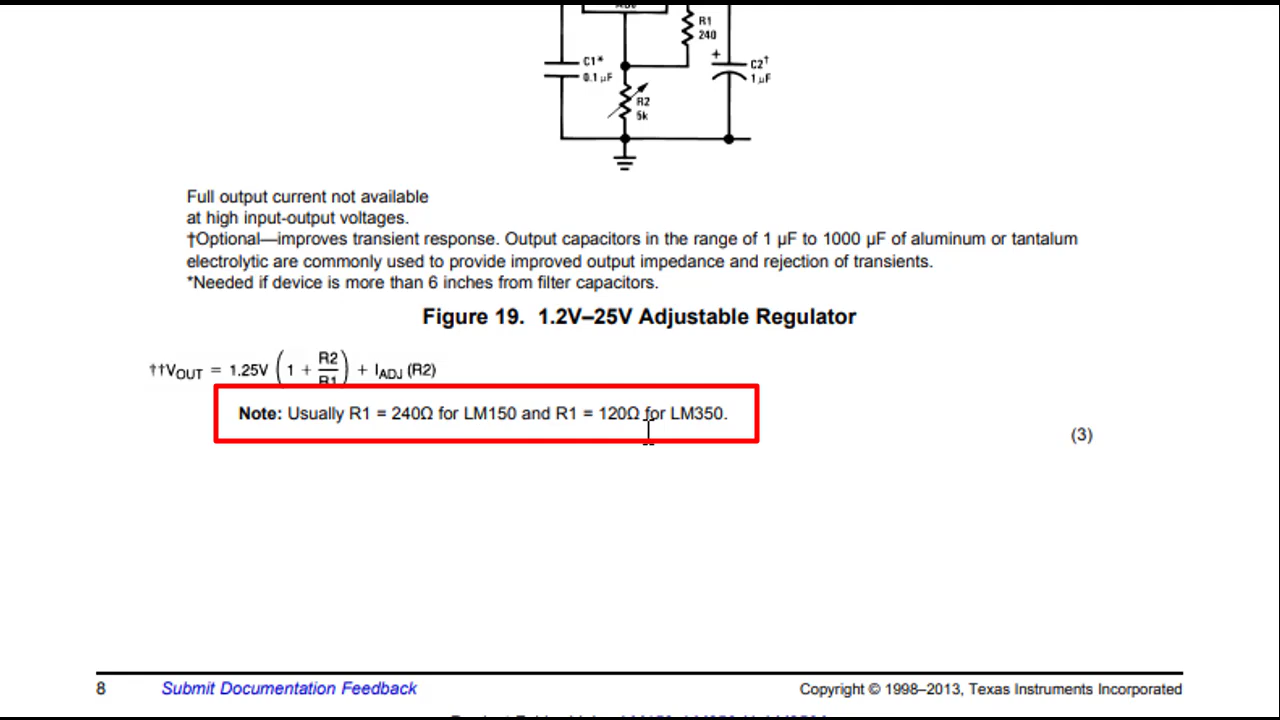 R1
240
C1*
0.1µF
+
C2†
1µF
R2
5k
Full output current not available
at high input-output voltages.
†Optional—improves transient response. Output capacitors in the range of 1 µF to 1000 µF of aluminum or tantalum
electrolytic are commonly used to provide improved output impedance and rejection of transients.
*Needed if device is more than 6 inches from filter capacitors.
Figure 19. 1.2V–25V Adjustable Regulator
††VOUT = 1.25V (1 + R2/R1) + IADJ (R2)
Note: Usually R1 = 240Ω for LM150 and R1 = 120Ω for LM350.
(3)
8 Submit Documentation Feedback Copyright © 1998–2013, Texas Instruments Incorporated